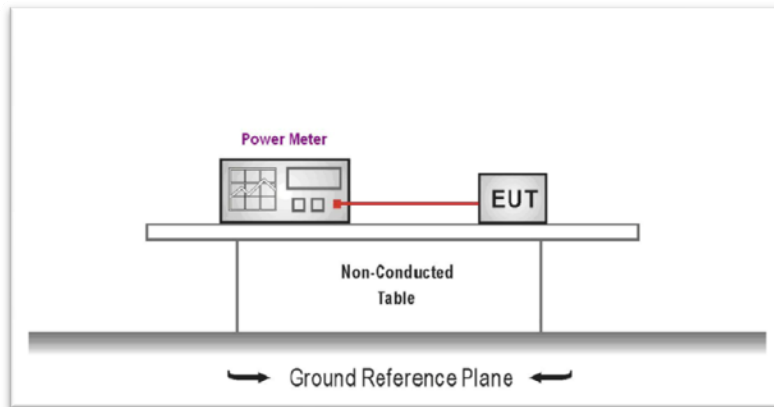 Power Meter
EUT
Non-Conducted
Table
Ground Reference Plane